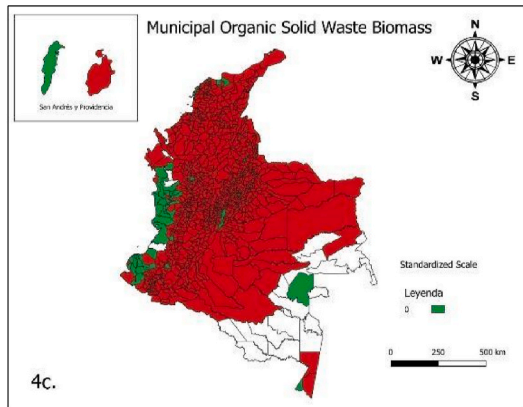 Municipal Organic Solid Waste Biomass
N
W E
S
San Andrés y Providencia
Standardized Scale
Leyenda
0
0 250 500 km
4c.